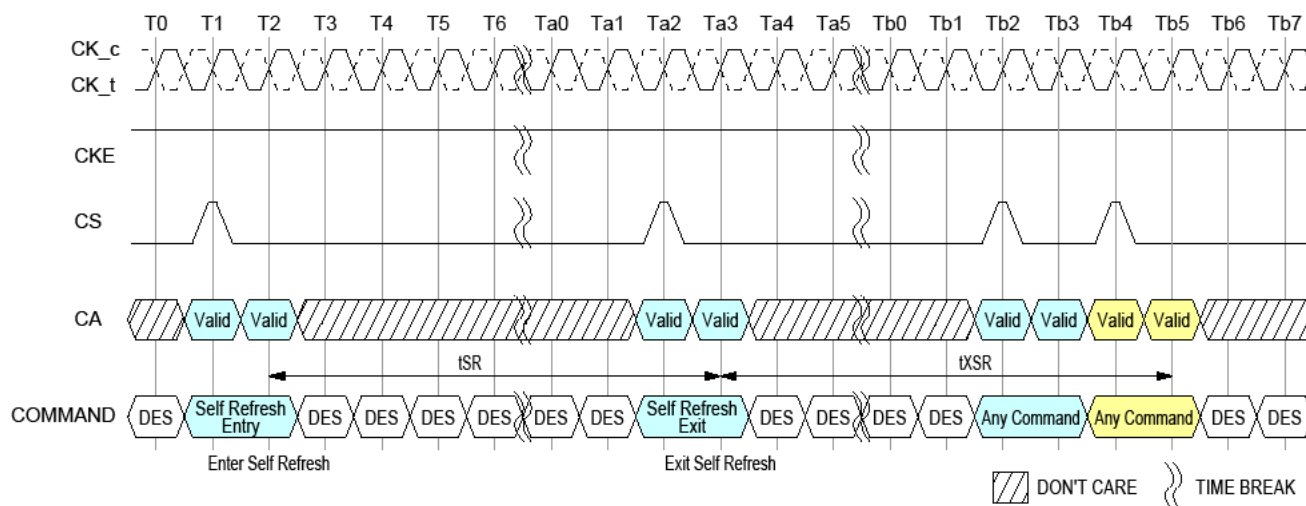 T0 T1 T2 T3 T4 T5 T6 Ta0 Ta1 Ta2 Ta3 Ta4 Ta5 Tb0 Tb1 Tb2 Tb3 Tb4 Tb5 Tb6 Tb7
CK_c
CK_t
CKE
CS
CA Valid Valid Valid Valid Valid Valid Valid Valid
tSR tXSR
COMMAND DES Self Refresh Entry DES DES DES DES DES DES Self Refresh Exit DES DES DES DES Any Command Any Command DES DES
Enter Self Refresh Exit Self Refresh
DON'T CARE TIME BREAK